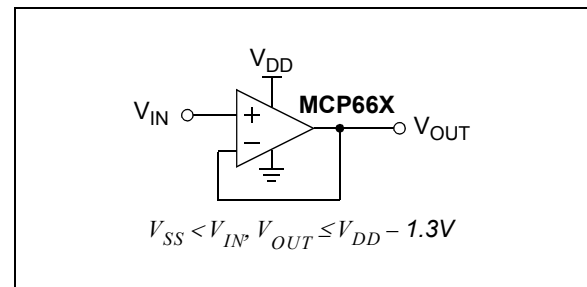 V_DD
MCP66X
V_IN
V_OUT
+
−
V_SS < V_IN, V_OUT ≤ V_DD – 1.3V